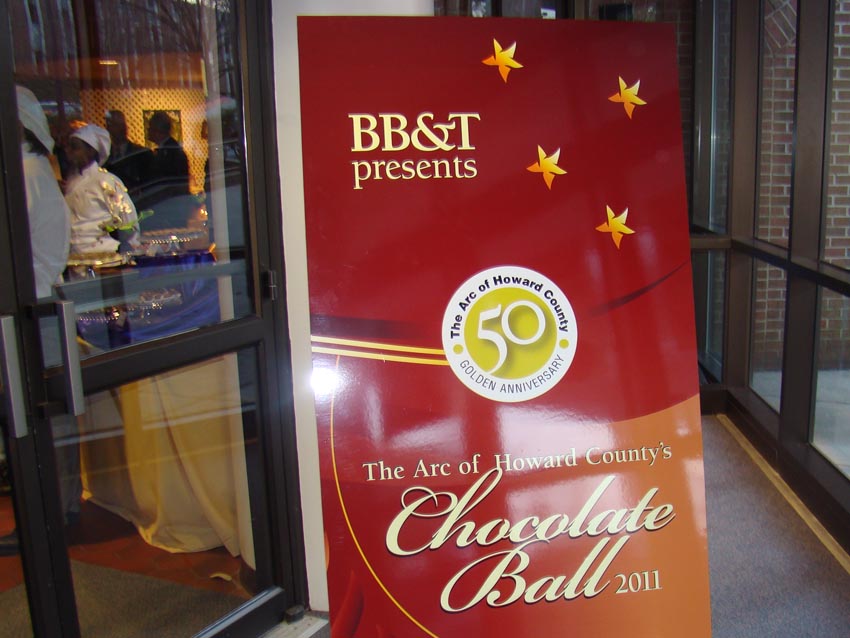 BB&T
presents
The Arc of Howard County
50
GOLDEN ANNIVERSARY
The Arc of Howard County's
Chocolate
Ball 2011